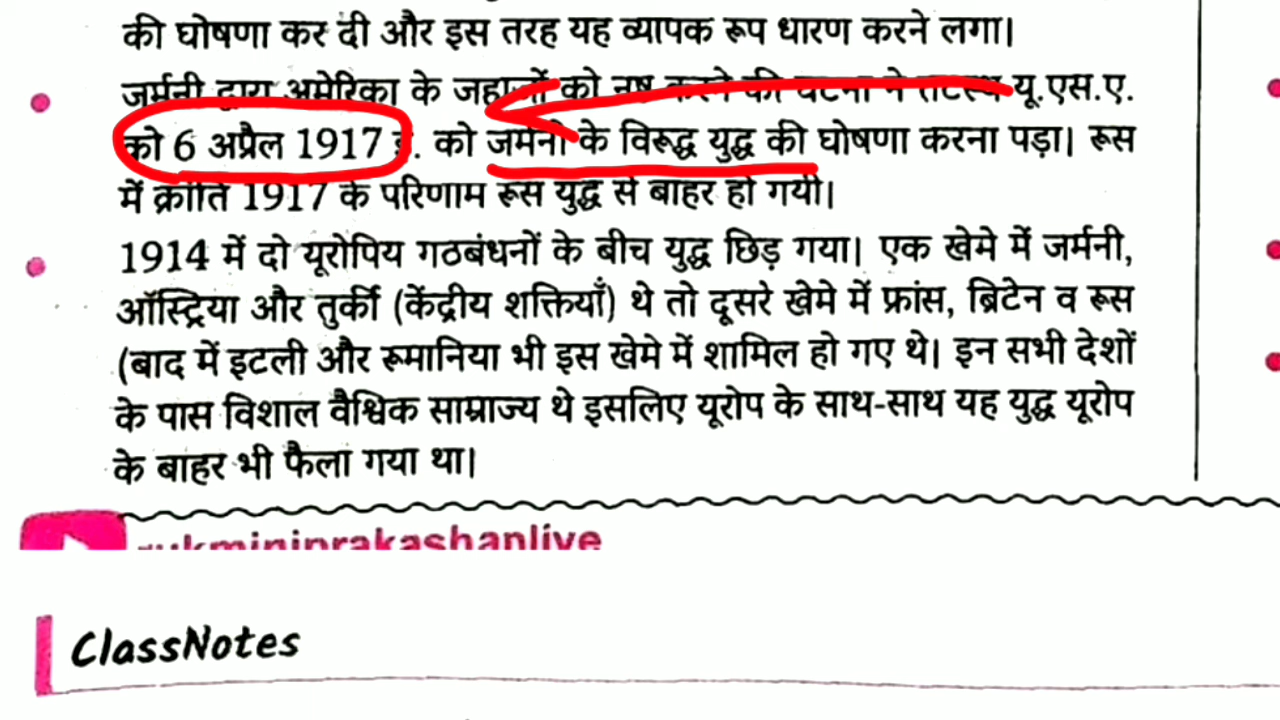 की घोषणा कर दी और इस तरह यह व्यापक रूप धारण करने लगा।
जर्मनी द्वारा अमेरिका के जहाजों को नष्ट करने की घटना ने तटस्थ यू.एस.ए.
को 6 अप्रैल 1917 ई. को जर्मनी के विरूद्ध युद्ध की घोषणा करना पड़ा। रूस
में क्रांति 1917 के परिणाम रूस युद्ध से बाहर हो गयी।
1914 में दो यूरोपिय गठबंधनों के बीच युद्ध छिड़ गया। एक खेमे में जर्मनी,
ऑस्ट्रिया और तुर्की (केंद्रीय शक्तियाँ) थे तो दूसरे खेमे में फ्रांस, ब्रिटेन व रूस
(बाद में इटली और रूमानिया भी इस खेमे में शामिल हो गए थे। इन सभी देशों
के पास विशाल वैश्विक साम्राज्य थे इसलिए यूरोप के साथ-साथ यह युद्ध यूरोप
के बाहर भी फैला गया था।
rukminiprakashanlive
ClassNotes